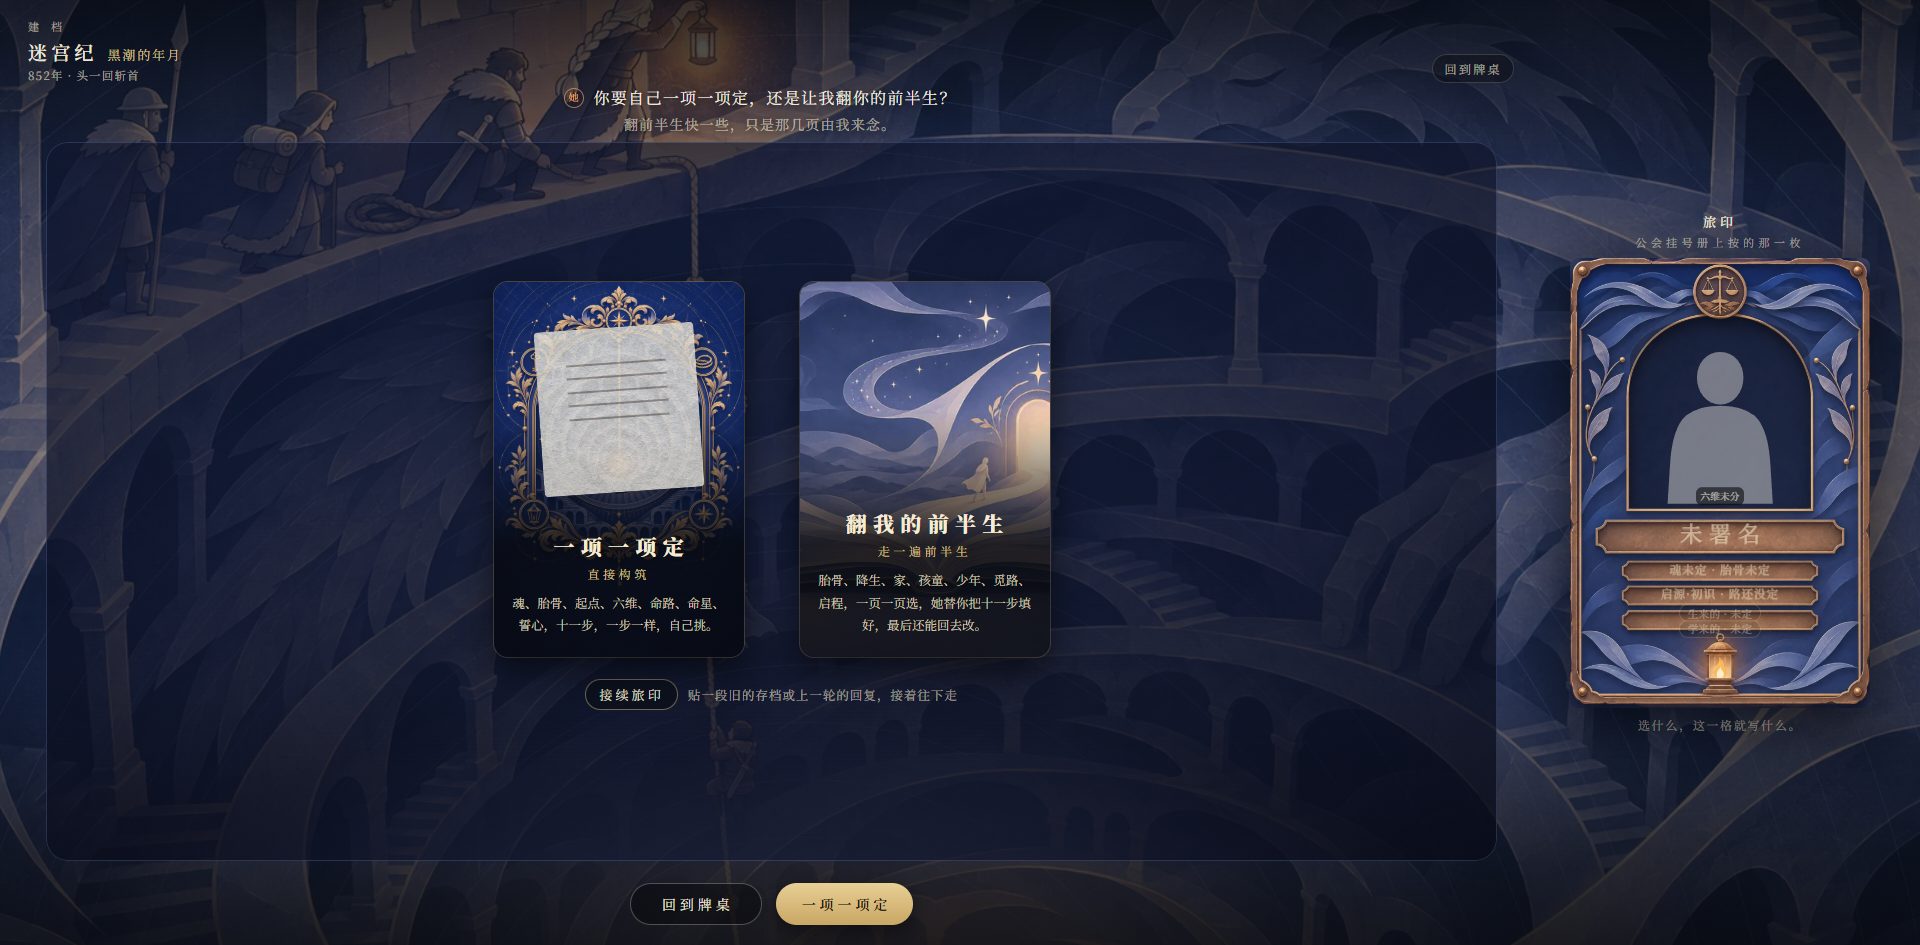 建 档
迷宫纪 黑潮的年月
852年 · 头一回斩首
回到牌桌
她 你要自己一项一项定，还是让我翻你的前半生？
翻前半生快一些，只是那几页由我来念。
一项一项定
直接构筑
魂、胎骨、起点、六维、命路、命星、
誓心，十一步，一步一样，自己挑。
翻我的前半生
走一遍前半生
胎骨、降生、家、孩童、少年、觅路、
启程，一页一页选，她替你把十一步填
好，最后还能回去改。
接续旅印 贴一段旧的存档或上一轮的回复，接着往下走
回到牌桌
一项一项定
旅印
公会挂号册上按的那一枚
六维未分
未署名
魂未定 · 胎骨未定
启源·初识 · 路还没定
生来的 · 未定
学来的 · 未定
选什么，这一格就写什么。